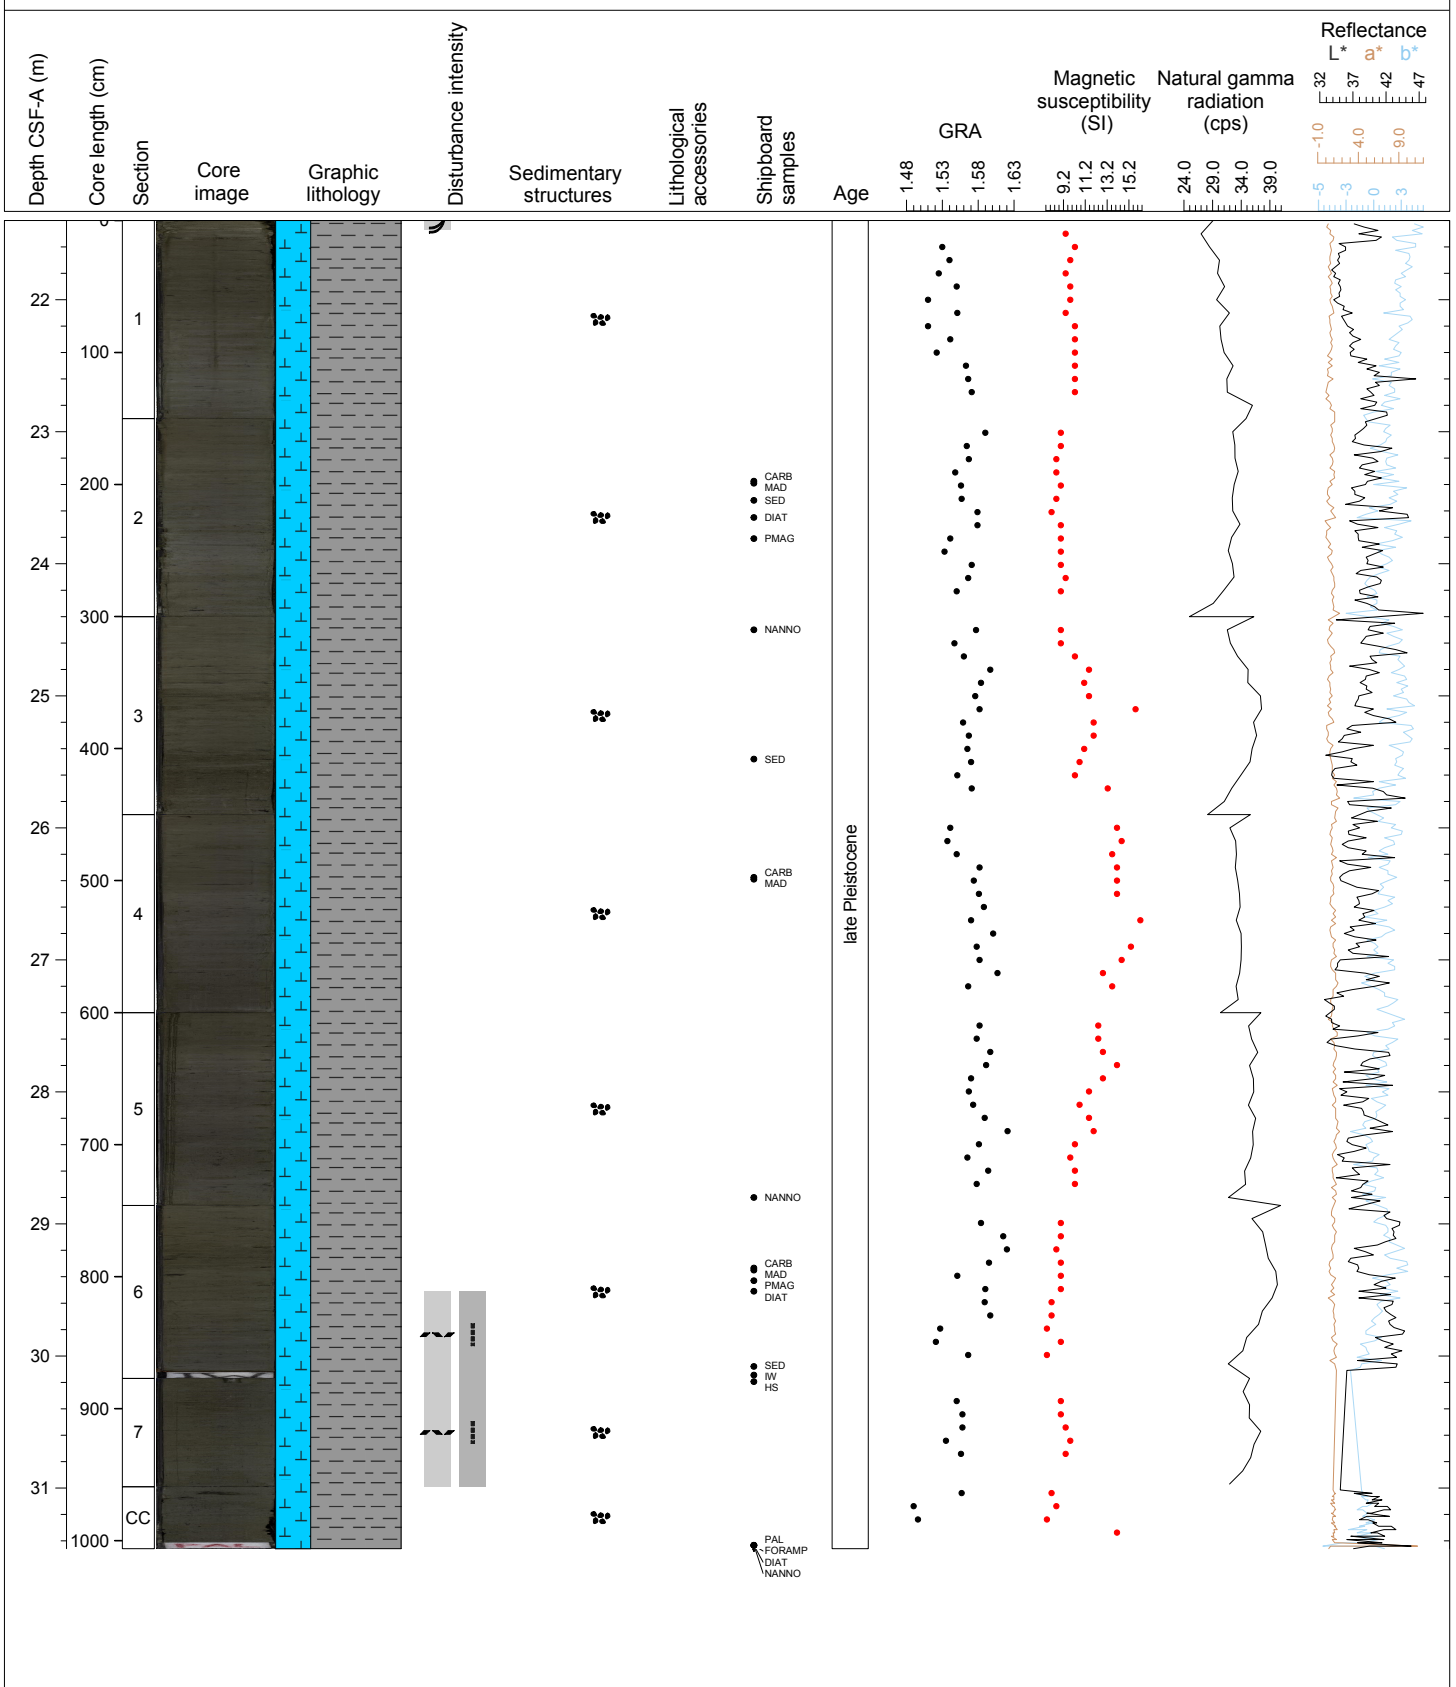 Depth CSF-A (m)
Core length (cm)
Section
Core
image
Graphic
lithology
Disturbance intensity
Sedimentary
structures
Lithological
accessories
Shipboard
samples
Age
GRA
1.48 1.53 1.58 1.63
Magnetic
susceptibility
(SI)
9.2 11.2 13.2 15.2
Natural gamma
radiation
(cps)
24.0 29.0 34.0 39.0
Reflectance
L* a* b*
32 37 42 47
-1.0 4.0 9.0
-5 -3 0 3
0
22
1
100
23
CARB
200
MAD
SED
2
DIAT
PMAG
24
300
NANNO
25
3
400
SED
26
late Pleistocene
CARB
500
MAD
4
27
600
28
5
700
NANNO
29
CARB
800
MAD
PMAG
6
DIAT
30
SED
IW
HS
900
7
31
CC
1000
PAL
FORAMP
DIAT
NANNO